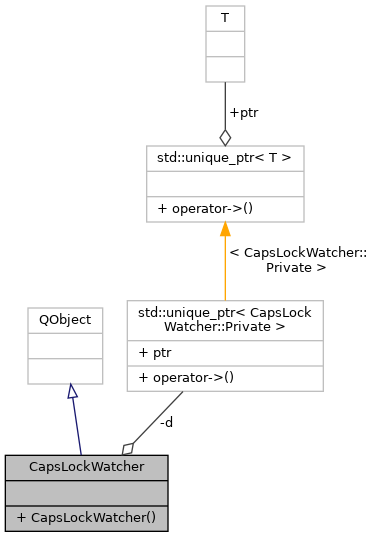 T
+ptr
std::unique_ptr< T >
+ operator->()
< CapsLockWatcher::
Private >
std::unique_ptr< CapsLock
Watcher::Private >
+ ptr
+ operator->()
QObject
-d
CapsLockWatcher
+ CapsLockWatcher()